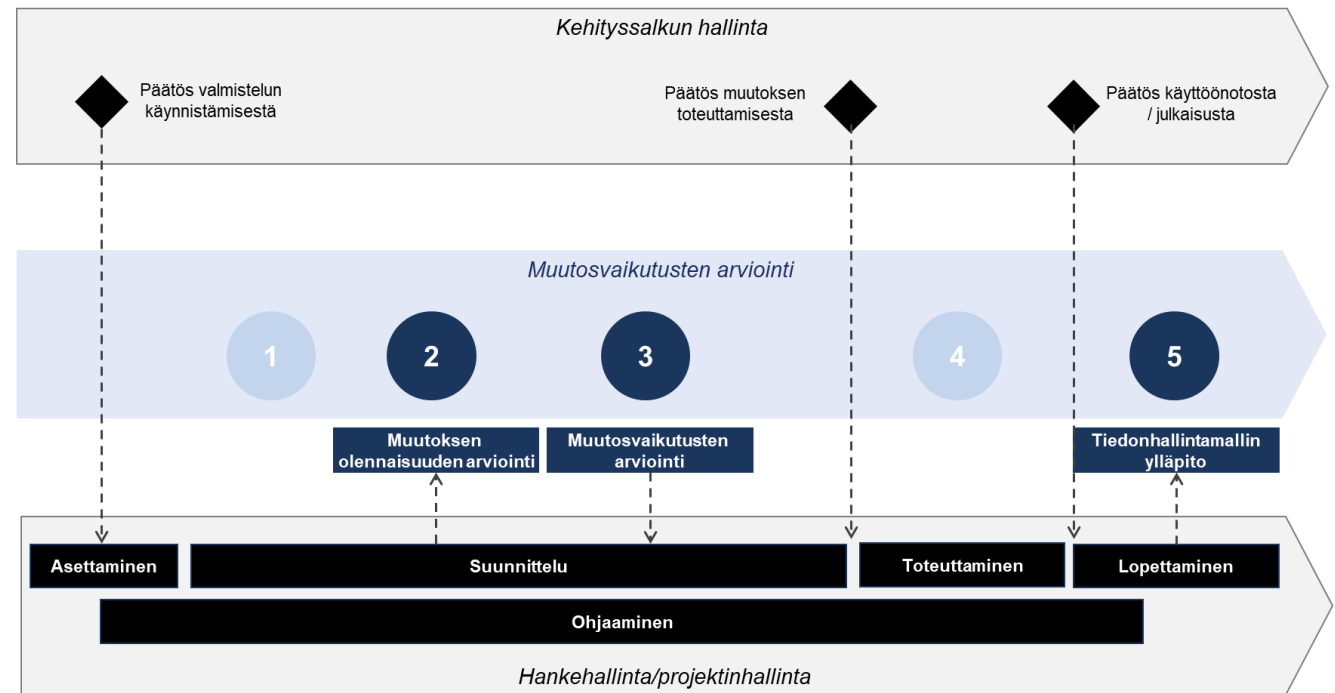 Kehityssalkun hallinta
Päätös valmistelun
käynnistämisestä
Päätös muutoksen
toteuttamisesta
Päätös käyttöönotosta
/ julkaisusta
Muutosvaikutusten arviointi
1
2
3
4
5
Muutoksen
olennaisuuden arviointi
Muutosvaikutusten
arviointi
Tiedonhallintamallin
ylläpito
Asettaminen
Suunnittelu
Toteuttaminen
Lopettaminen
Ohjaaminen
Hankehallinta/projektinhallinta